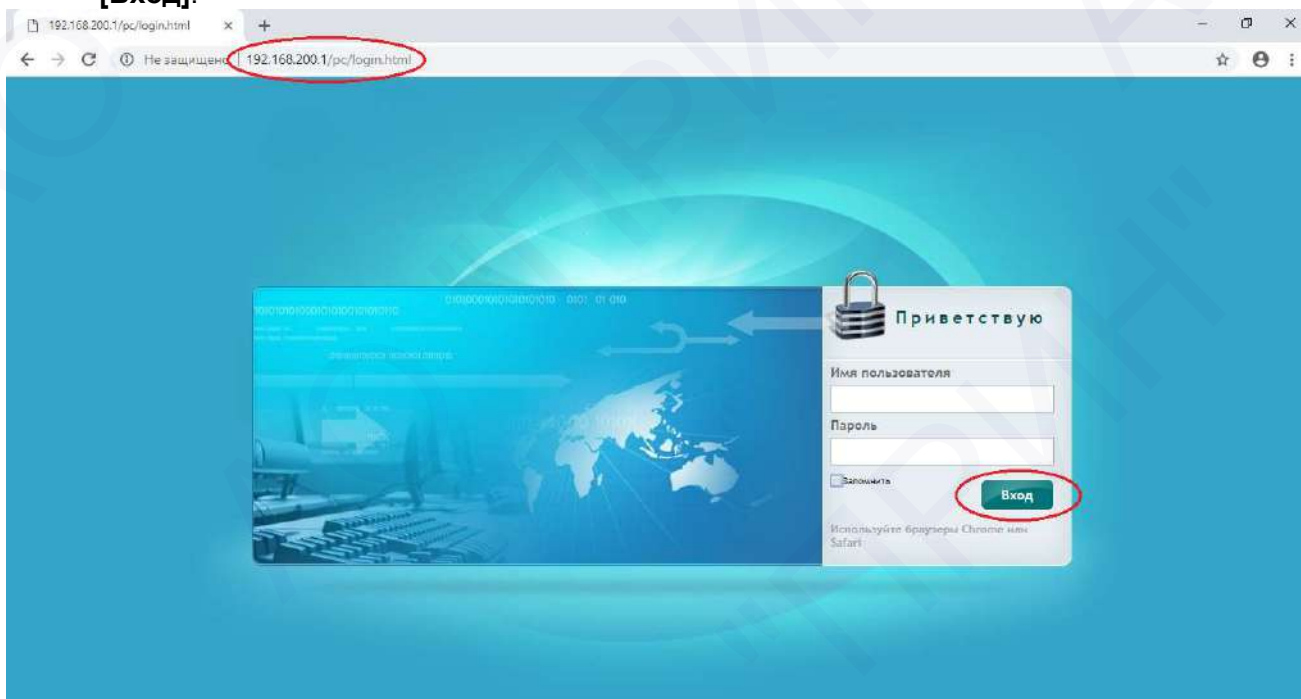 [Вход].
192.168.200.1/pc/login.html
Не защищено 192.168.200.1/pc/login.html
Приветствую
Имя пользователя
Пароль
Запомнить
Вход
Используйте браузеры Chrome или
Safari
"ПРИН"